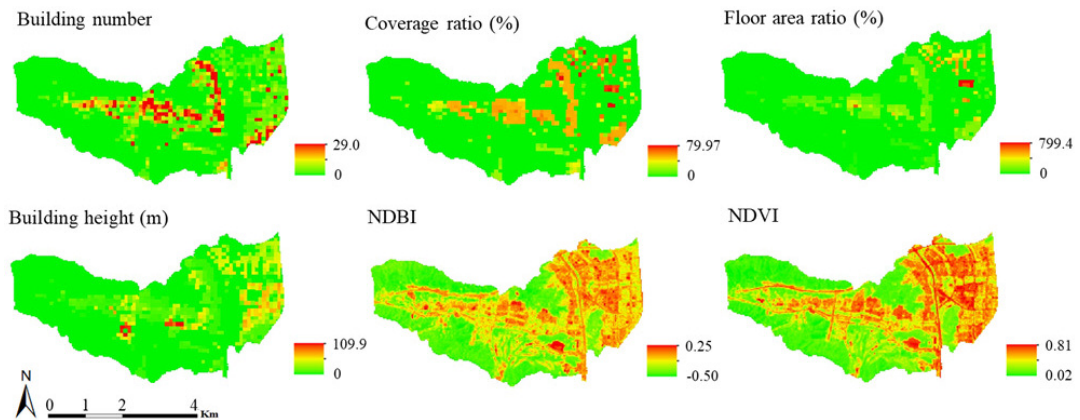 Building number
Coverage ratio (%)
Floor area ratio (%)
29.0
0
79.97
0
799.4
0
Building height (m)
NDBI
NDVI
109.9
0
0.25
-0.50
0.81
0.02
N
0 1 2 4 Km